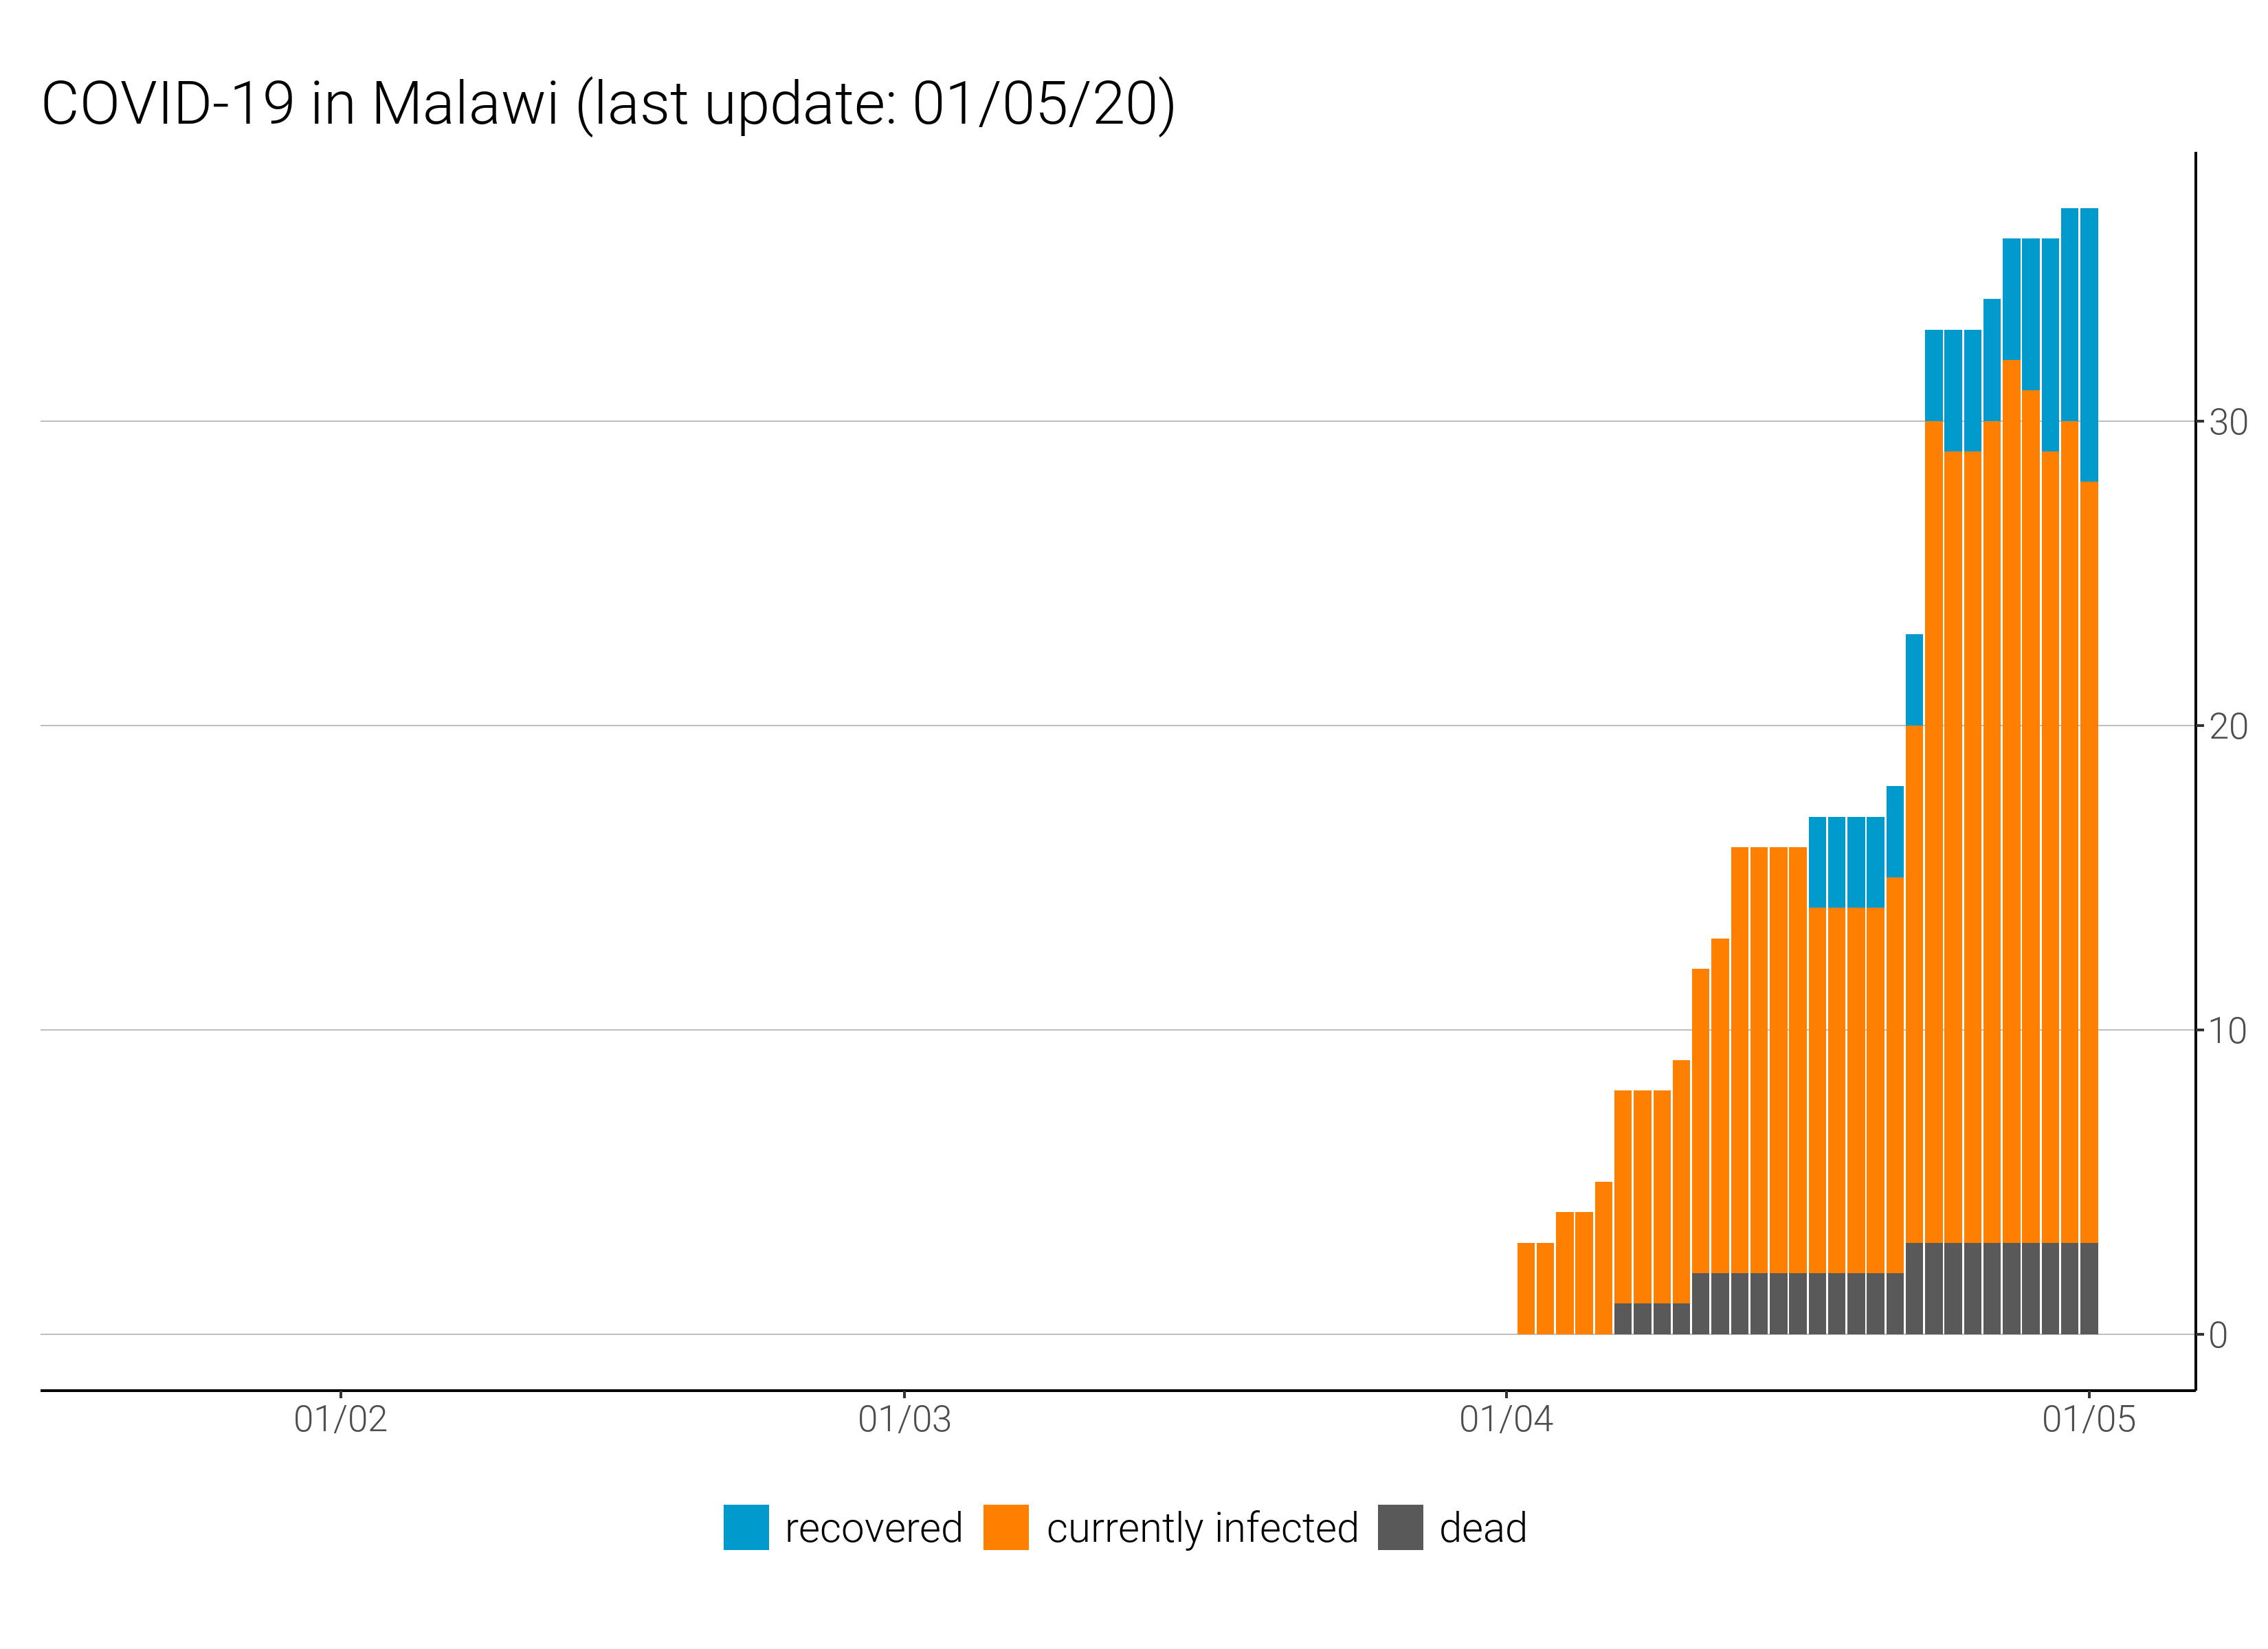 COVID-19 in Malawi (last update: 01/05/20)
30
20
10
0
01/02 01/03 01/04 01/05
recovered currently infected dead